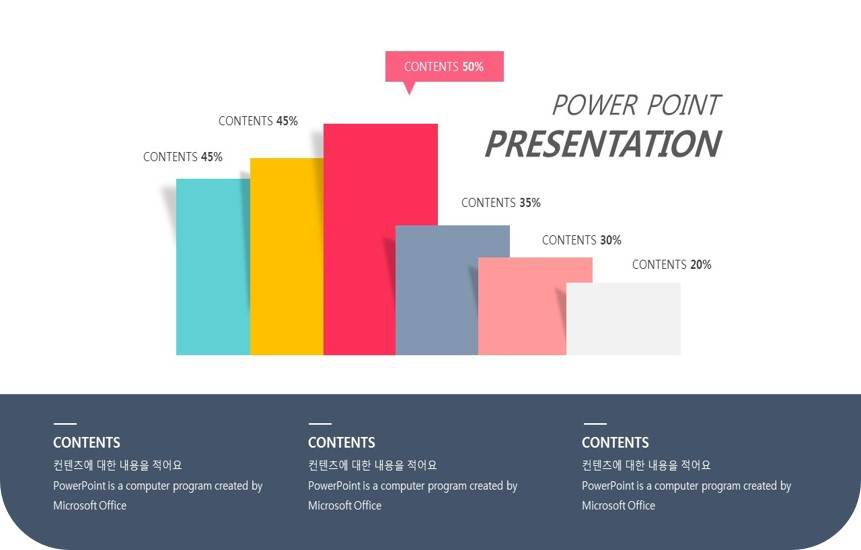 CONTENTS 50%
POWER POINT
PRESENTATION
CONTENTS 45%
CONTENTS 45%
CONTENTS 35%
CONTENTS 30%
CONTENTS 20%
CONTENTS
컨텐츠에 대한 내용을 적어요
PowerPoint is a computer program created by
Microsoft Office
CONTENTS
컨텐츠에 대한 내용을 적어요
PowerPoint is a computer program created by
Microsoft Office
CONTENTS
컨텐츠에 대한 내용을 적어요
PowerPoint is a computer program created by
Microsoft Office